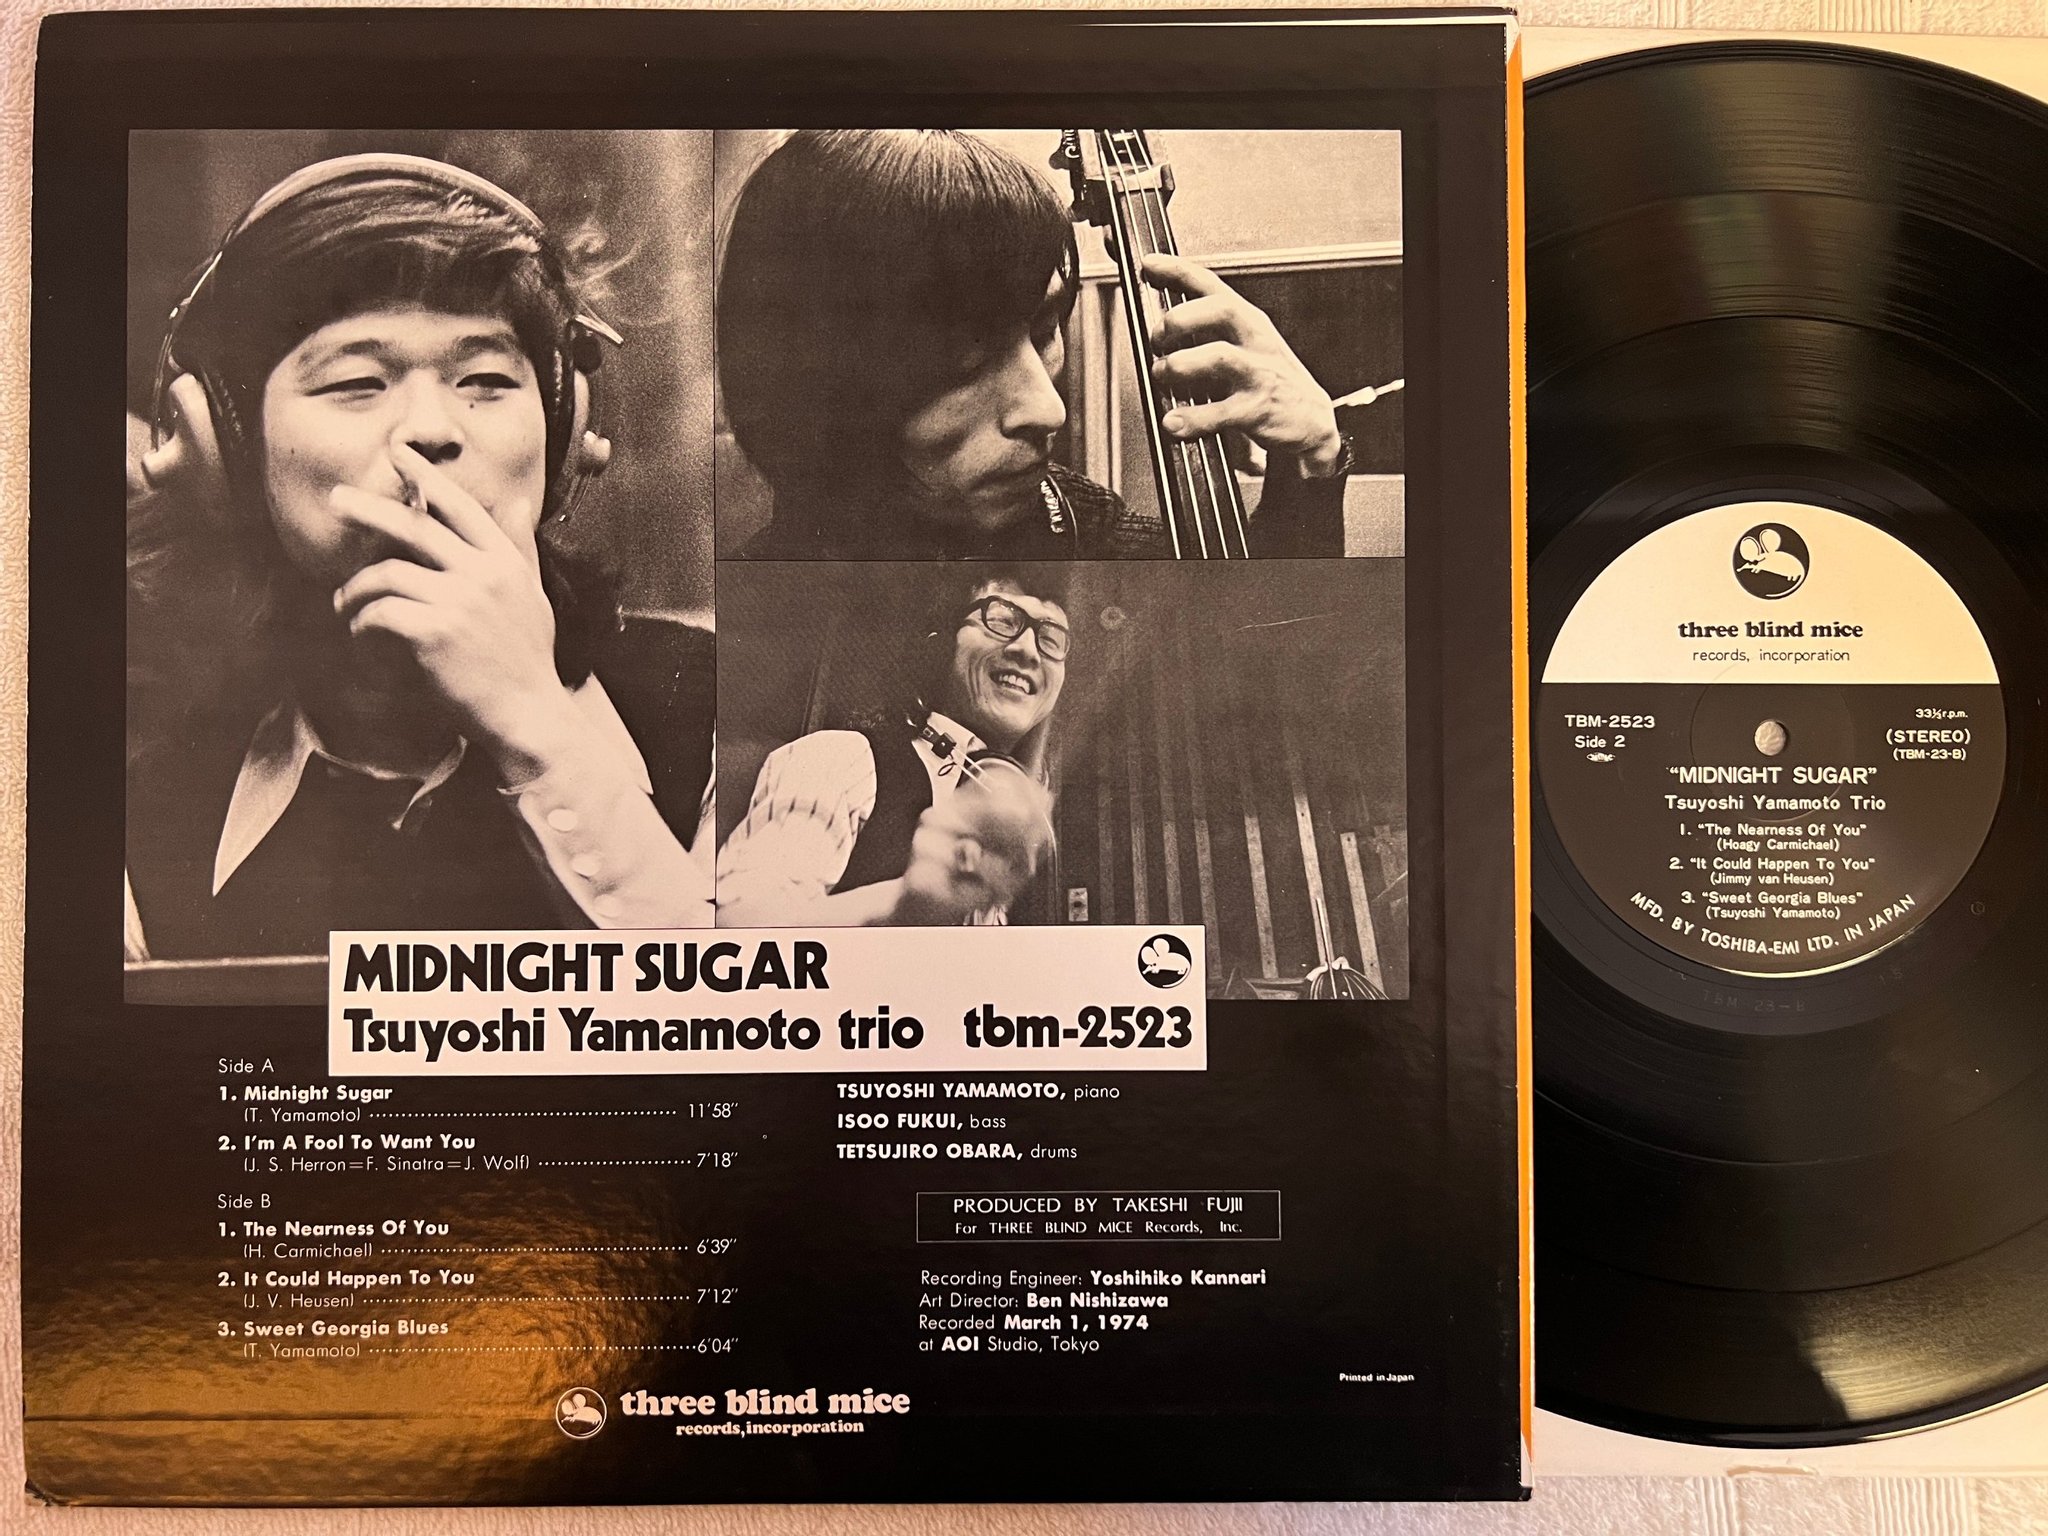 MIDNIGHT SUGAR
Tsuyoshi Yamamoto trio tbm-2523
Side A
1. Midnight Sugar
(T. Yamamoto) 11'58"
2. I'm A Fool To Want You
(J. S. Herron=F. Sinatra=J. Wolf) 7'18"
Side B
1. The Nearness Of You
(H. Carmichael) 6'39"
2. It Could Happen To You
(J. V. Heusen) 7'12"
3. Sweet Georgia Blues
(T. Yamamoto) 6'04"
TSUYOSHI YAMAMOTO, piano
ISOO FUKUI, bass
TETSUJIRO OBARA, drums
PRODUCED BY TAKESHI FUJII
For THREE BLIND MICE Records, Inc.
Recording Engineer: Yoshihiko Kannari
Art Director: Ben Nishizawa
Recorded March 1, 1974
at AOI Studio, Tokyo
Printed in Japan
three blind mice
records, incorporation
three blind mice
records, incorporation
TBM-2523
Side 2
33⅓ r.p.m.
(STEREO)
(TBM-23-B)
"MIDNIGHT SUGAR"
Tsuyoshi Yamamoto Trio
1. "The Nearness Of You"
(Hoagy Carmichael)
2. "It Could Happen To You"
(Jimmy van Heusen)
3. "Sweet Georgia Blues"
(Tsuyoshi Yamamoto)
MFD. BY TOSHIBA-EMI LTD. IN JAPAN
TBM 23-B